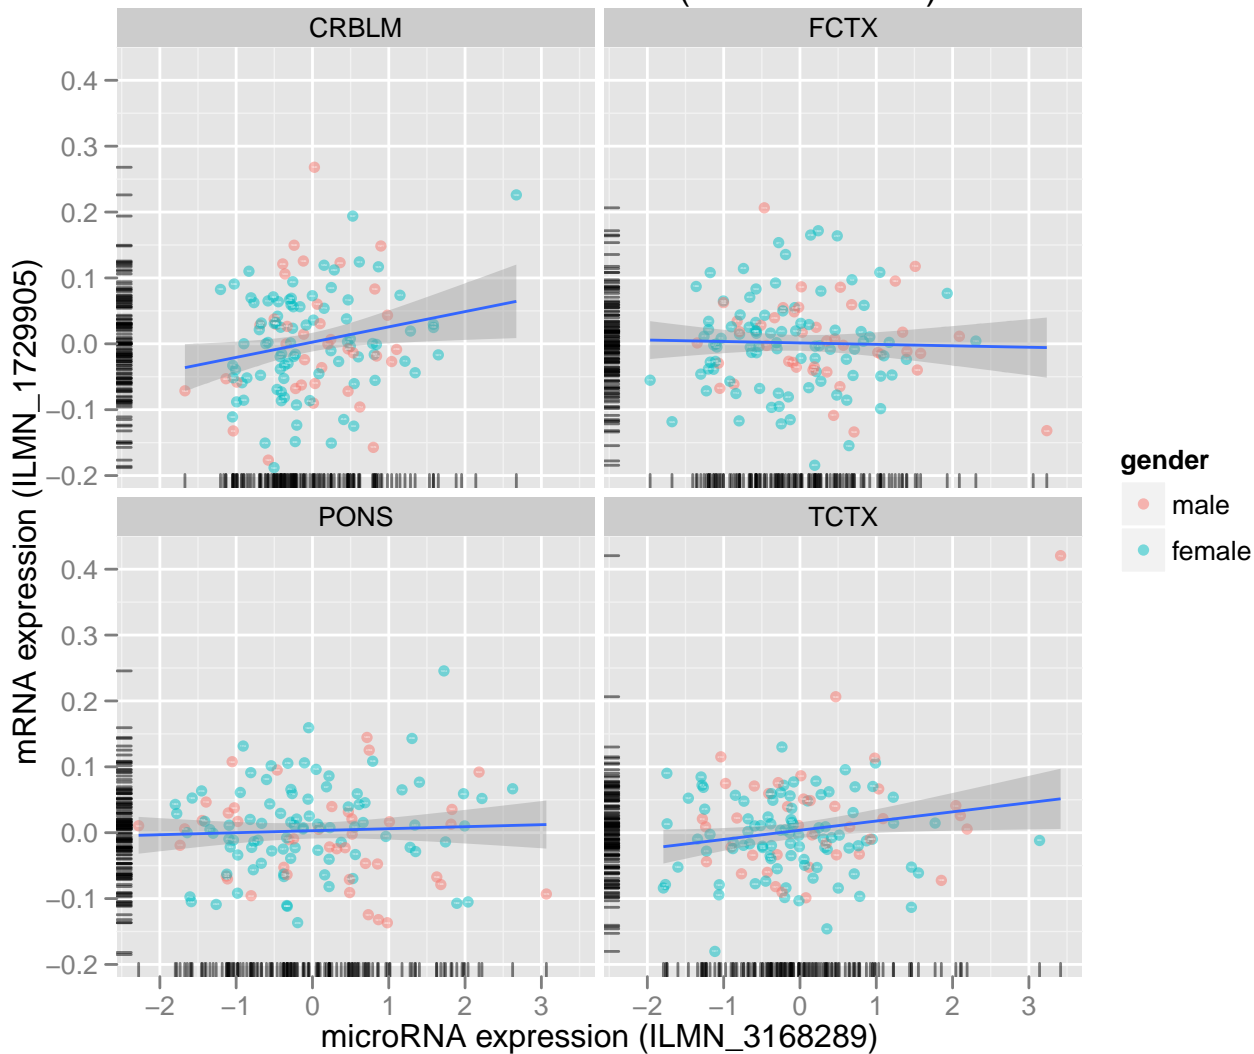 CRBLM
FCTX
0.4
0.3
0.2
0.1
0.0
−0.1
−0.2
PONS
TCTX
0.4
0.3
0.2
0.1
0.0
−0.1
−0.2
−2 −1 0 1 2 3
−2 −1 0 1 2 3
microRNA expression (ILMN_3168289)
mRNA expression (ILMN_1729905)
gender
male
female